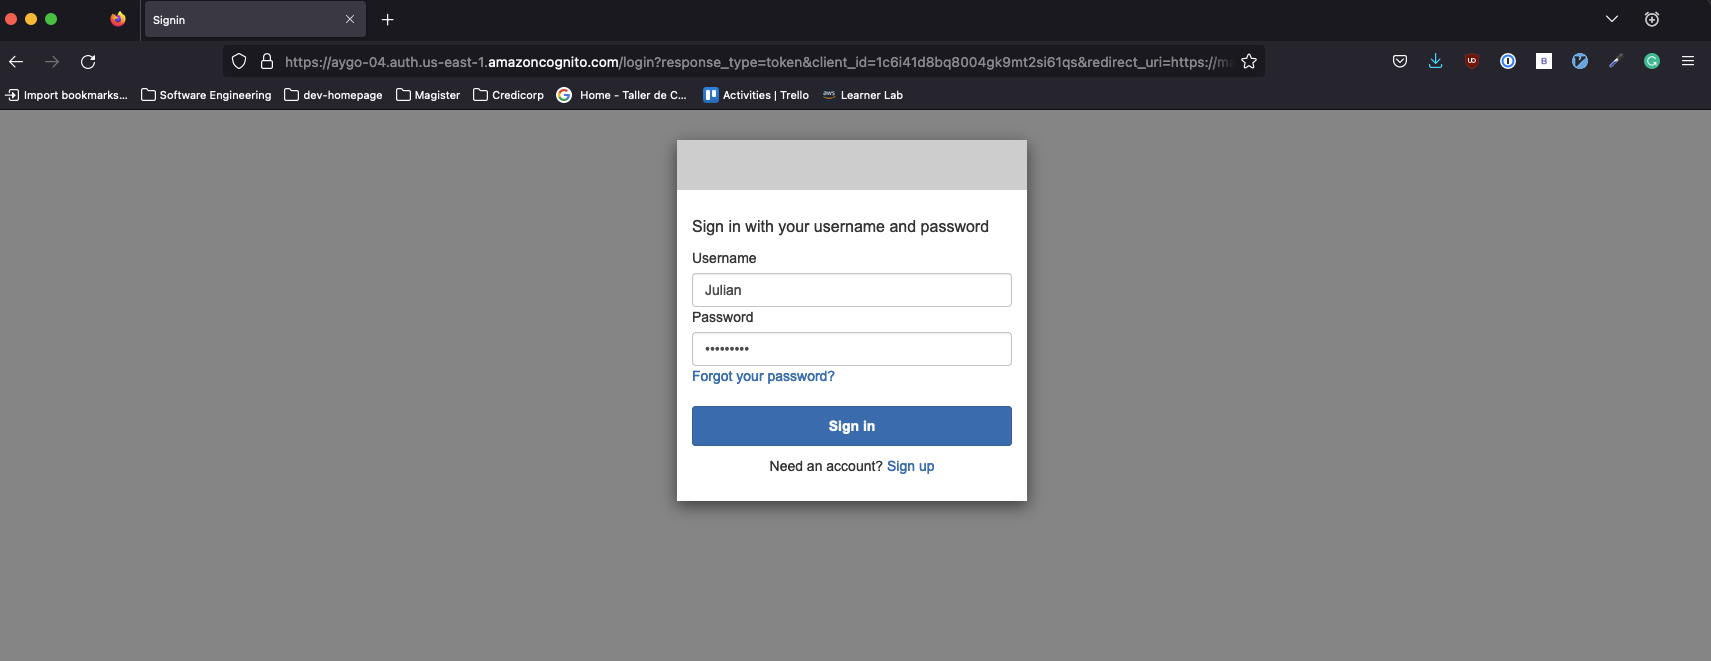 Signin
https://aygo-04.auth.us-east-1.amazoncognito.com/login?response_type=token&client_id=1c6i41d8bq8004gk9mt2si61qs&redirect_uri=https://m
Import bookmarks... Software Engineering dev-homepage Magister Credicorp Home - Taller de C... Activities | Trello aws Learner Lab
Sign in with your username and password
Username
Julian
Password
•••••••••
Forgot your password?
Sign in
Need an account? Sign up